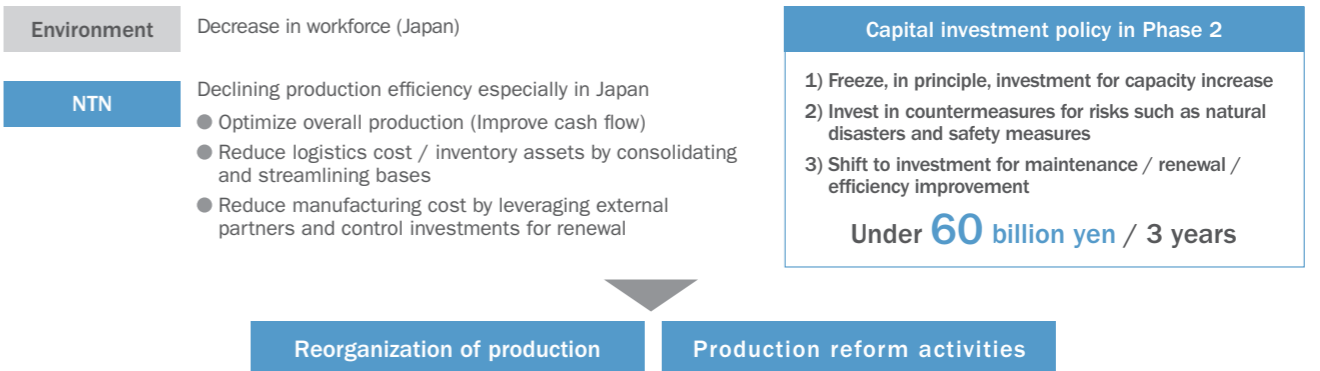 Environment
Decrease in workforce (Japan)
NTN
Declining production efficiency especially in Japan
● Optimize overall production (Improve cash flow)
● Reduce logistics cost / inventory assets by consolidating
and streamlining bases
● Reduce manufacturing cost by leveraging external
partners and control investments for renewal
Capital investment policy in Phase 2
1) Freeze, in principle, investment for capacity increase
2) Invest in countermeasures for risks such as natural
disasters and safety measures
3) Shift to investment for maintenance / renewal /
efficiency improvement
Under 60 billion yen / 3 years
Reorganization of production
Production reform activities